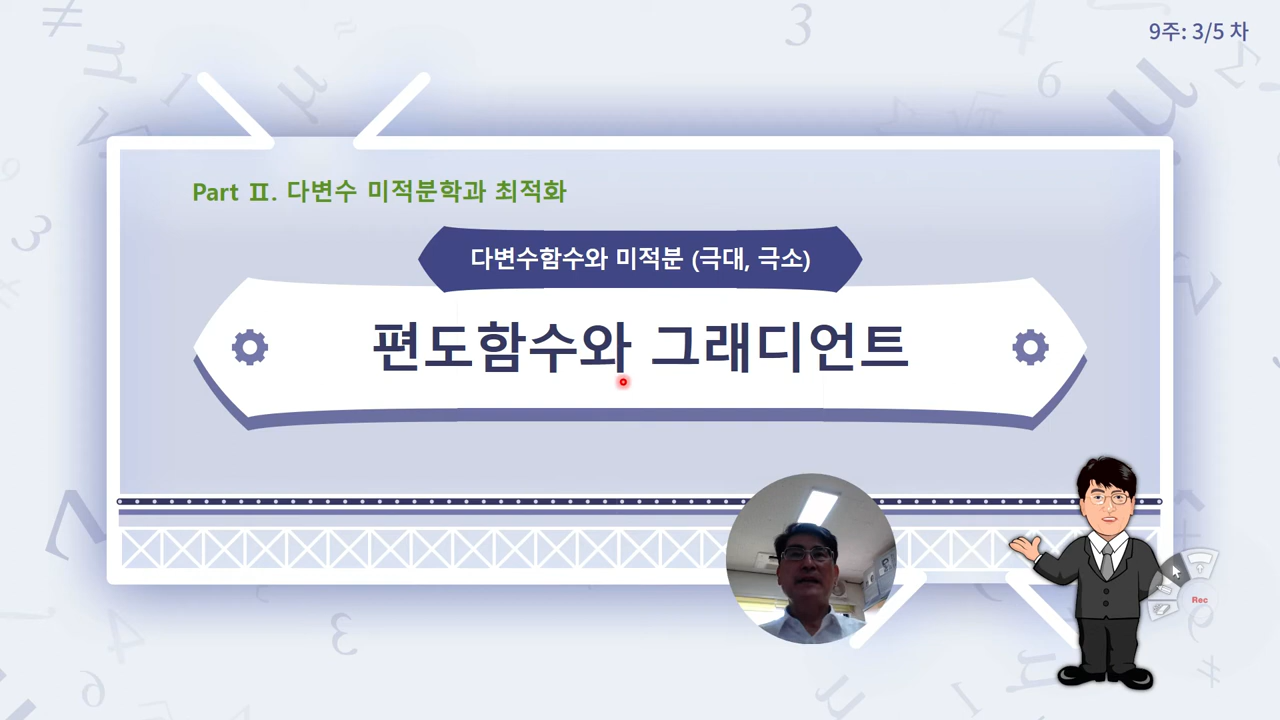 9주: 3/5 차
Part Ⅱ. 다변수 미적분학과 최적화
다변수함수와 미적분 (극대, 극소)
편도함수와 그래디언트
Rec